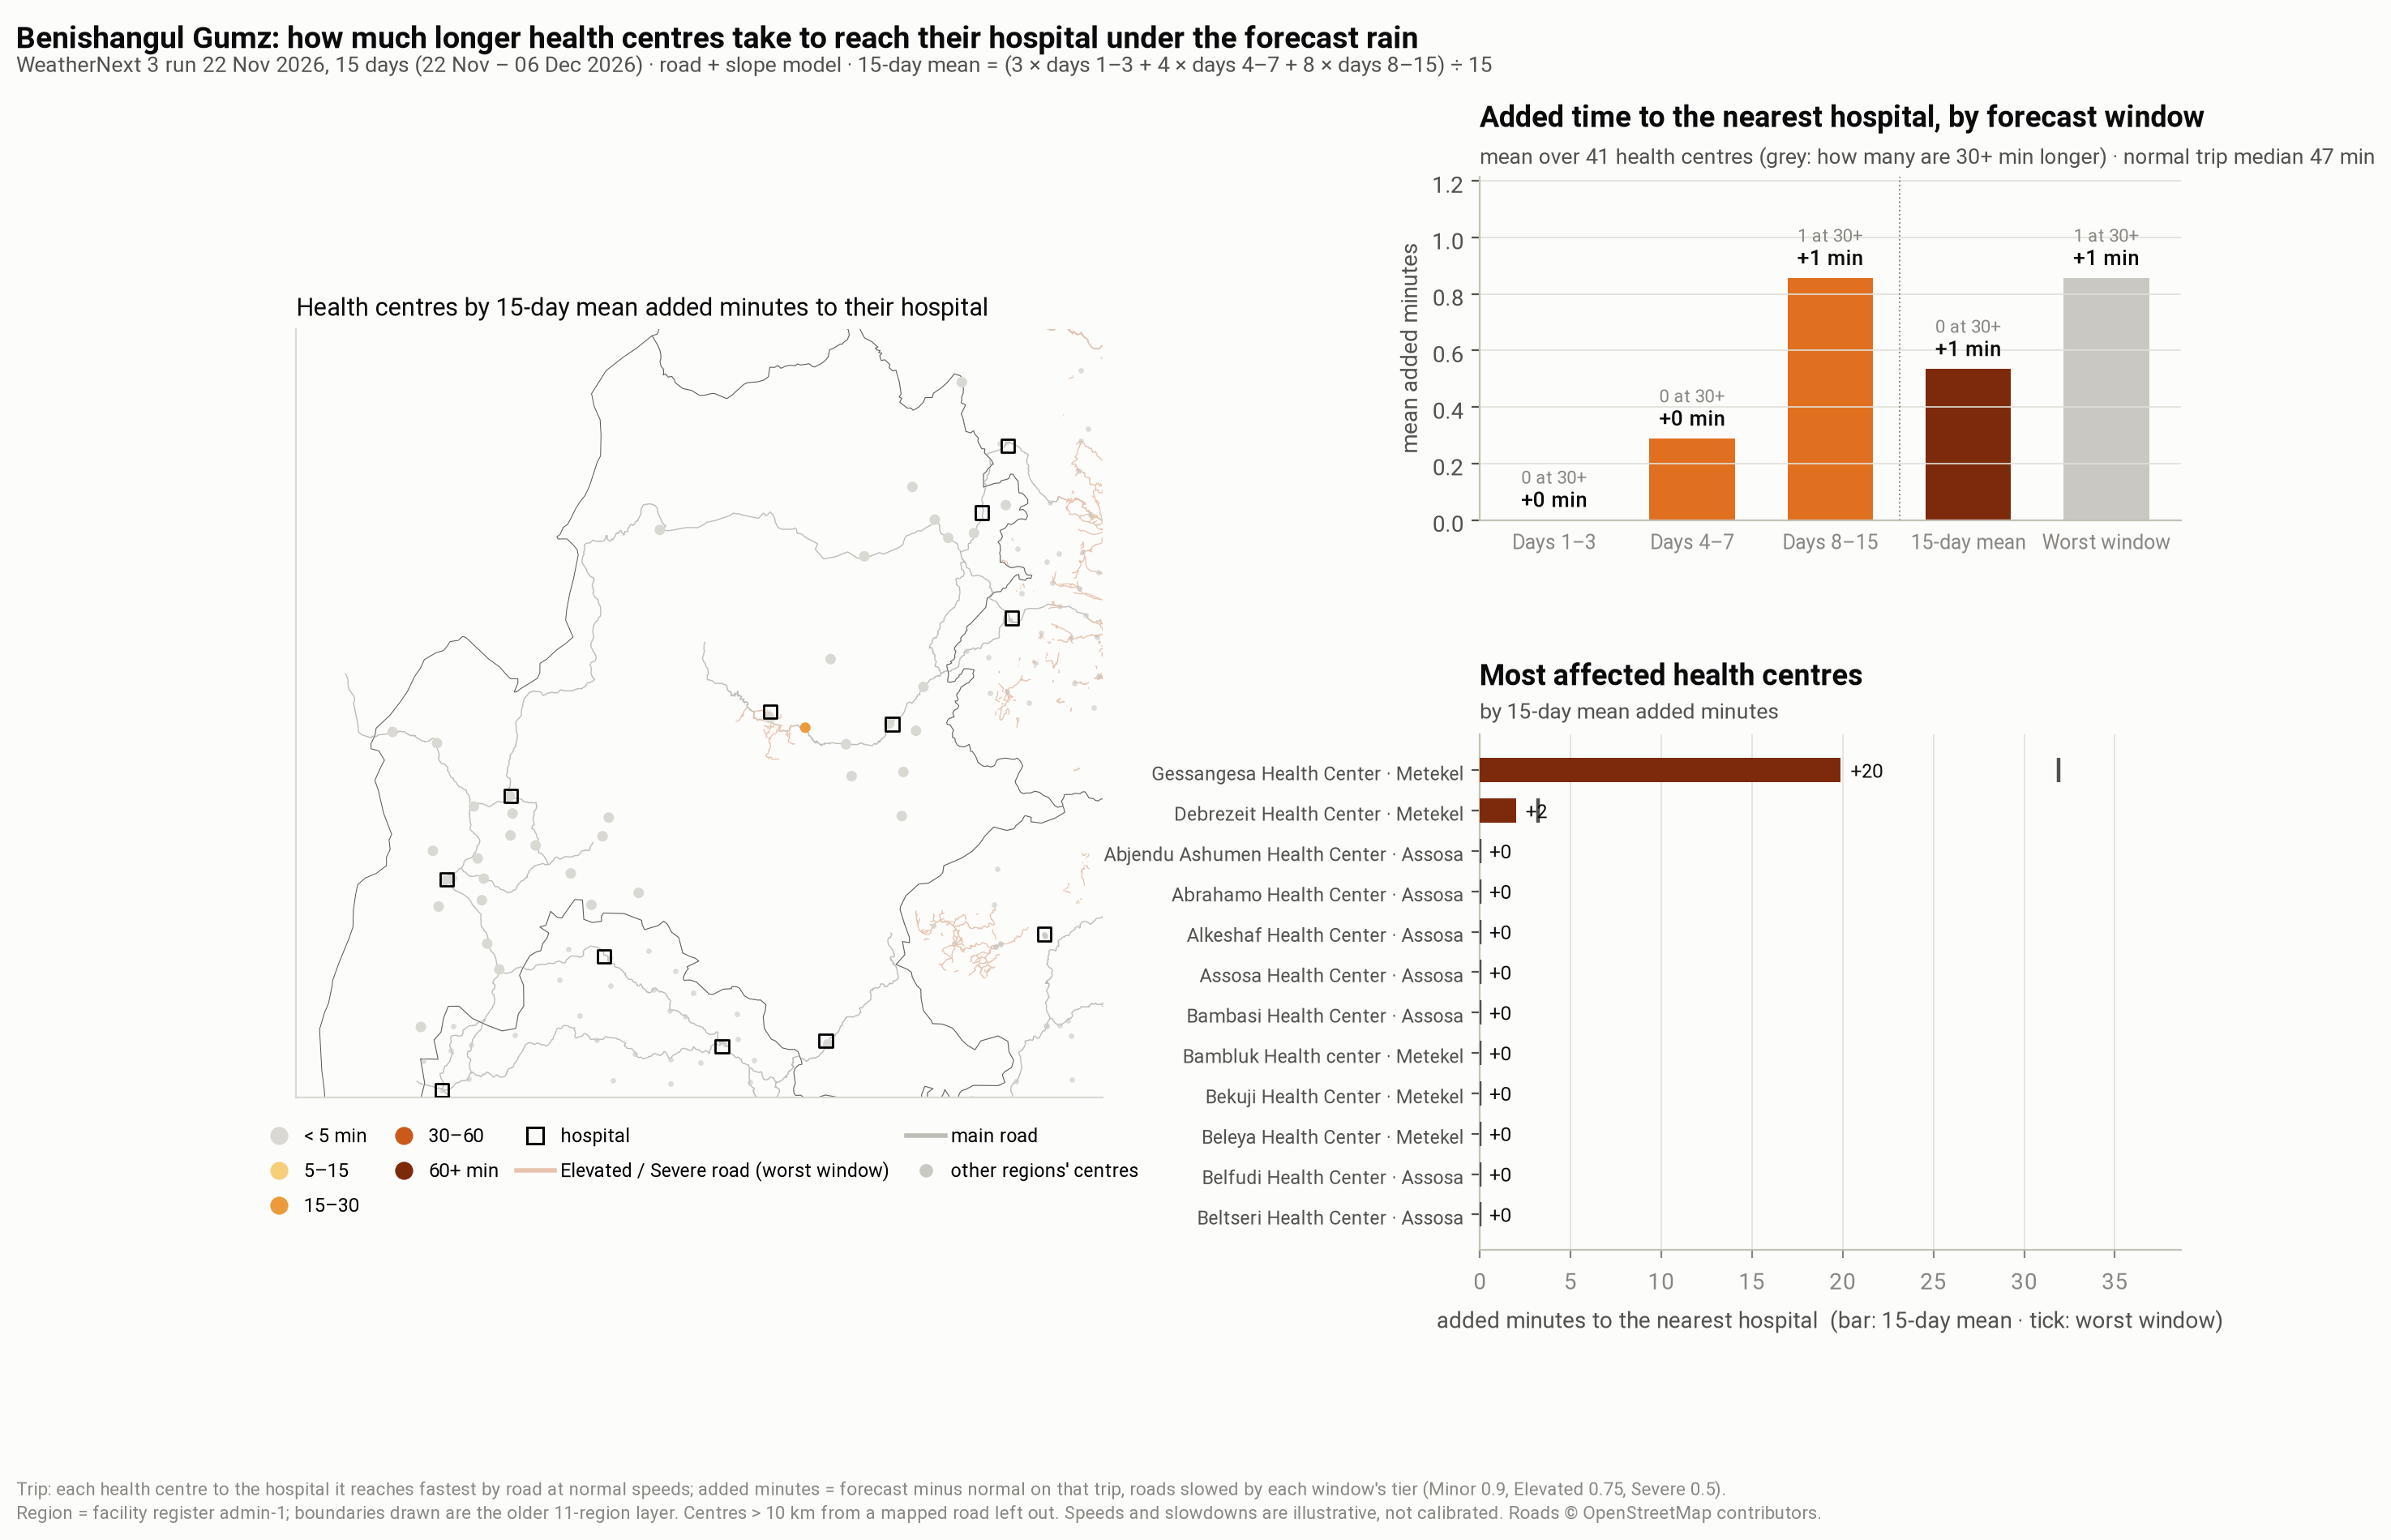 Benishangul Gumz: how much longer health centres take to reach their hospital under the forecast rain
WeatherNext 3 run 22 Nov 2026, 15 days (22 Nov – 06 Dec 2026) · road + slope model · 15-day mean = (3 × days 1–3 + 4 × days 4–7 + 8 × days 8–15) ÷ 15
Health centres by 15-day mean added minutes to their hospital
< 5 min
5–15
15–30
30–60
60+ min
hospital
Elevated / Severe road (worst window)
main road
other regions' centres
Added time to the nearest hospital, by forecast window
mean over 41 health centres (grey: how many are 30+ min longer) · normal trip median 47 min
mean added minutes
1.2
1.0
0.8
0.6
0.4
0.2
0.0
0 at 30+
+0 min
0 at 30+
+0 min
1 at 30+
+1 min
0 at 30+
+1 min
1 at 30+
+1 min
Days 1–3
Days 4–7
Days 8–15
15-day mean
Worst window
Most affected health centres
by 15-day mean added minutes
Gessangesa Health Center · Metekel +20
Debrezeit Health Center · Metekel +2
Abjendu Ashumen Health Center · Assosa +0
Abrahamo Health Center · Assosa +0
Alkeshaf Health Center · Assosa +0
Assosa Health Center · Assosa +0
Bambasi Health Center · Assosa +0
Bambluk Health center · Metekel +0
Bekuji Health Center · Metekel +0
Beleya Health Center · Metekel +0
Belfudi Health Center · Assosa +0
Beltseri Health Center · Assosa +0
0 5 10 15 20 25 30 35
added minutes to the nearest hospital (bar: 15-day mean · tick: worst window)
Trip: each health centre to the hospital it reaches fastest by road at normal speeds; added minutes = forecast minus normal on that trip, roads slowed by each window's tier (Minor 0.9, Elevated 0.75, Severe 0.5).
Region = facility register admin-1; boundaries drawn are the older 11-region layer. Centres > 10 km from a mapped road left out. Speeds and slowdowns are illustrative, not calibrated. Roads © OpenStreetMap contributors.